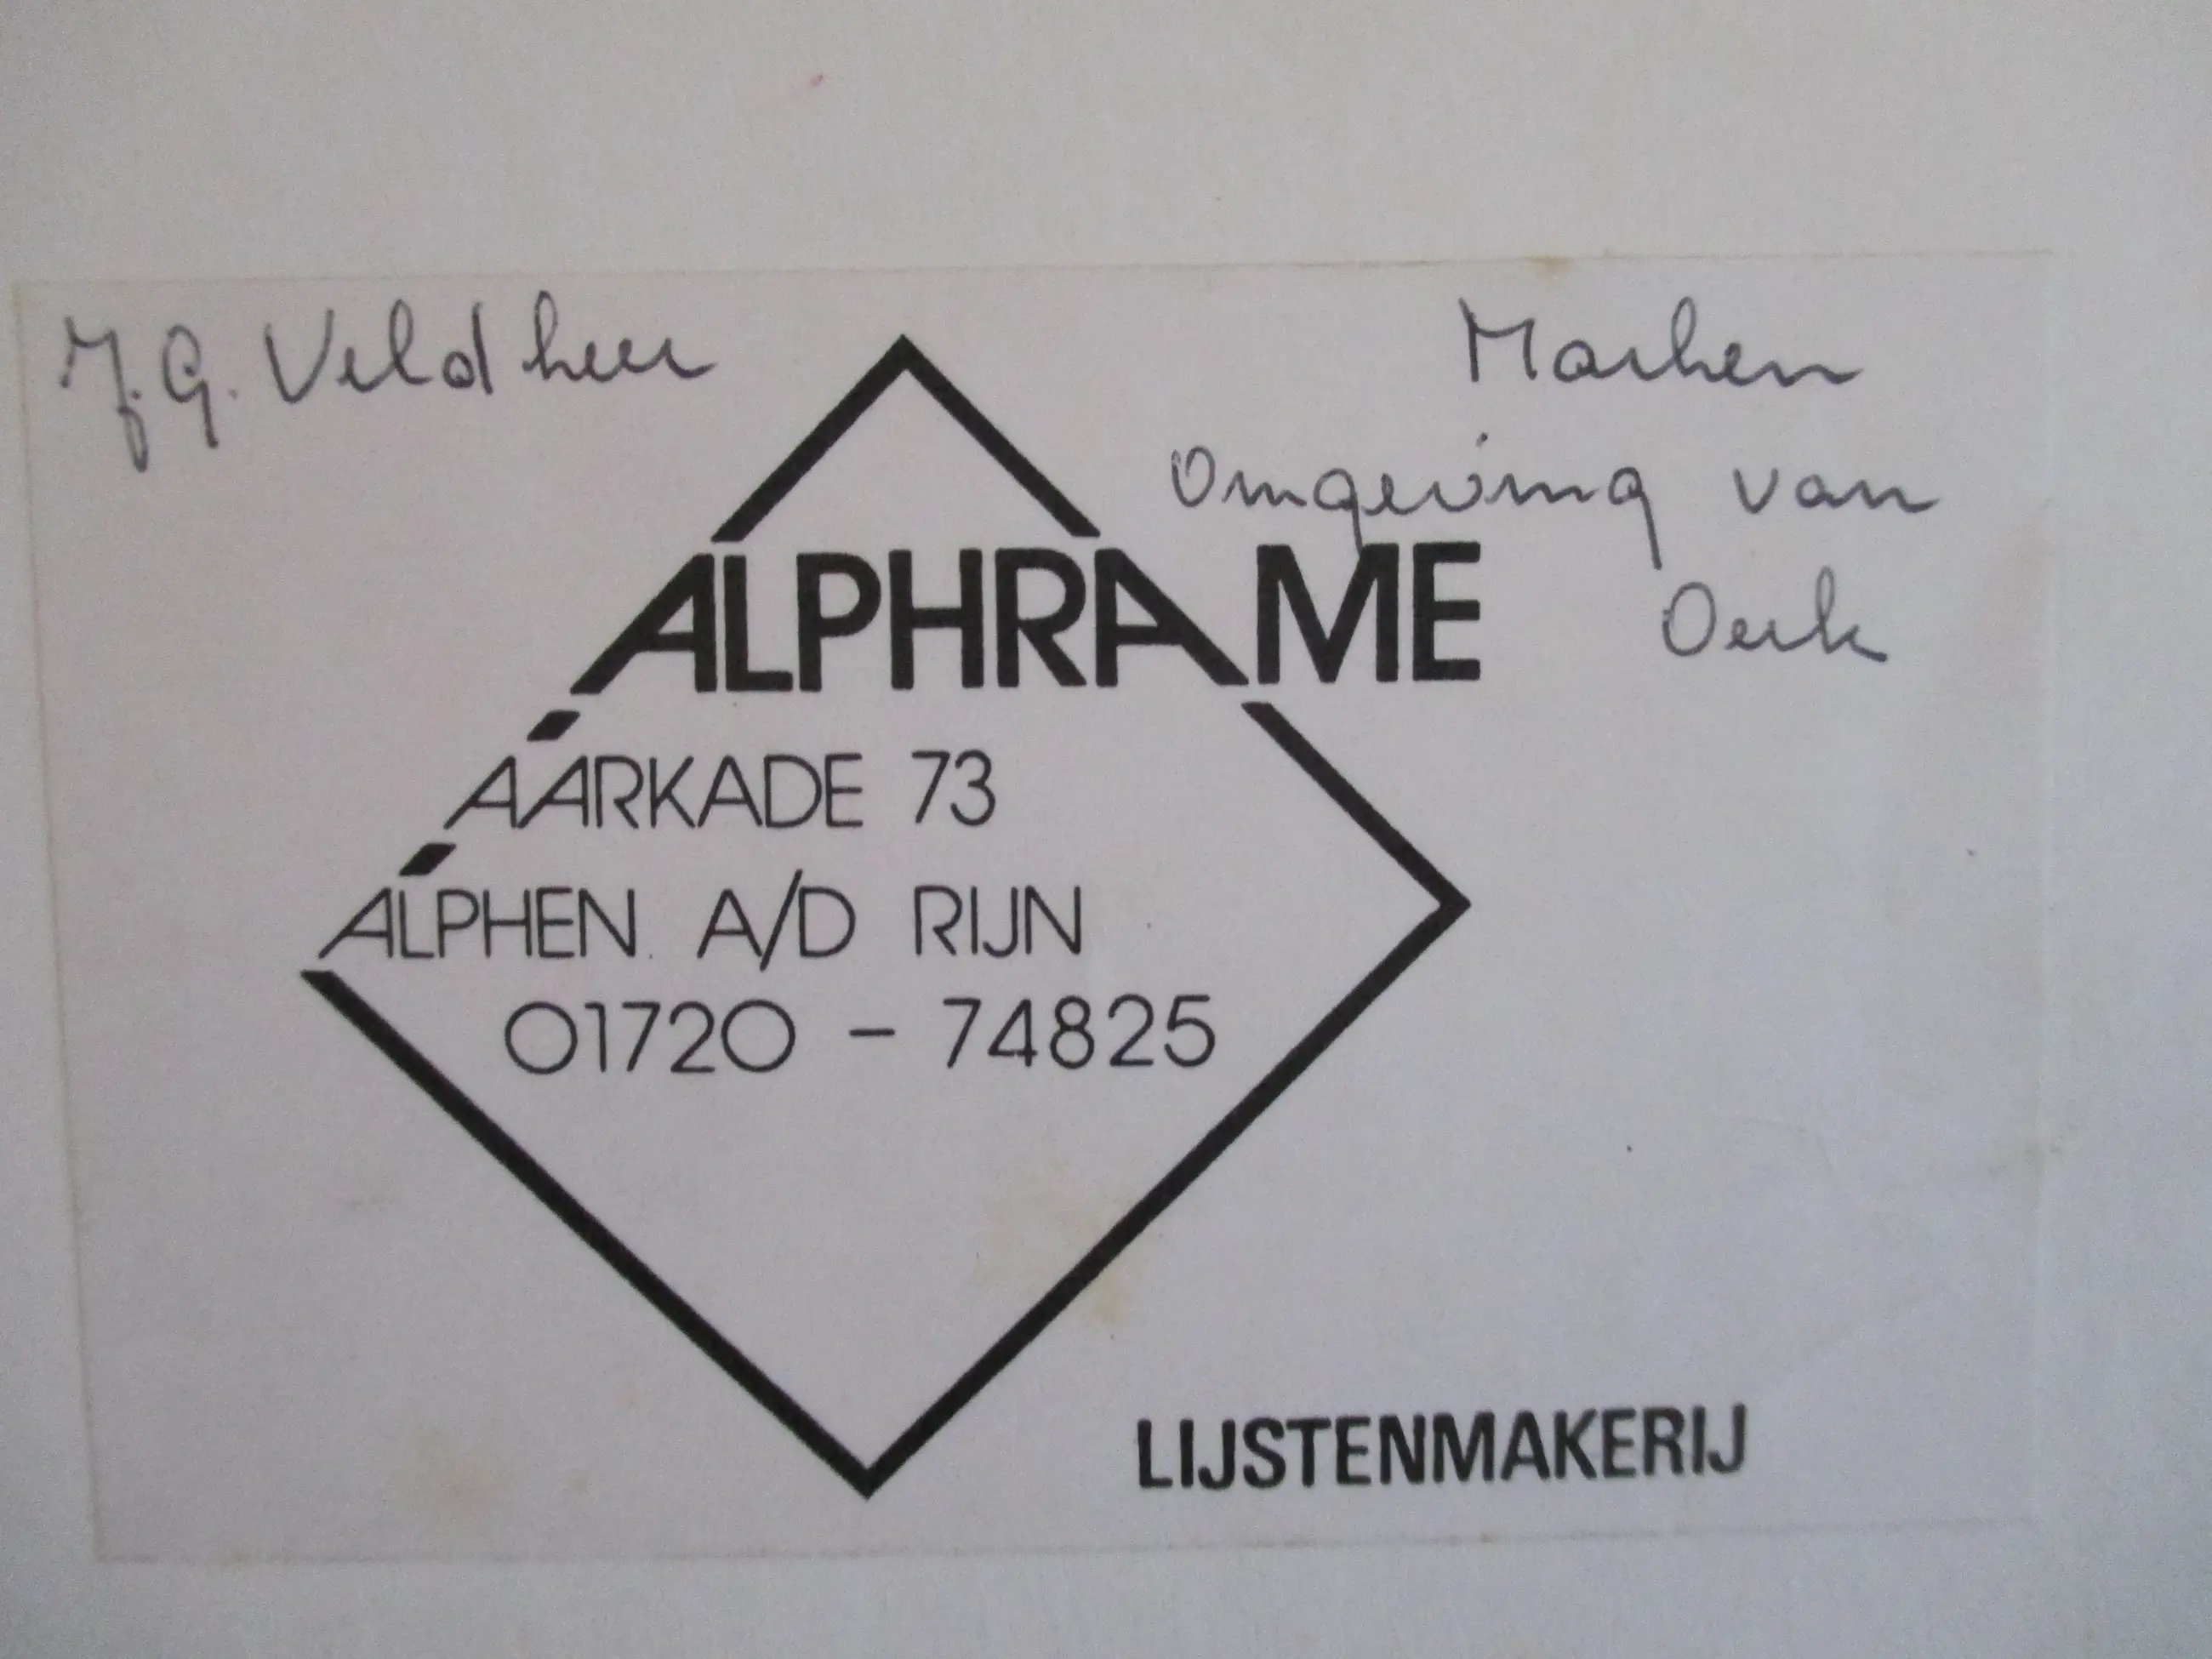 J.G. Veldheer
Marken
Omgeving van
Oerk
ALPHRAME
AARKADE 73
ALPHEN A/D RIJN
01720 - 74825
LIJSTENMAKERIJ